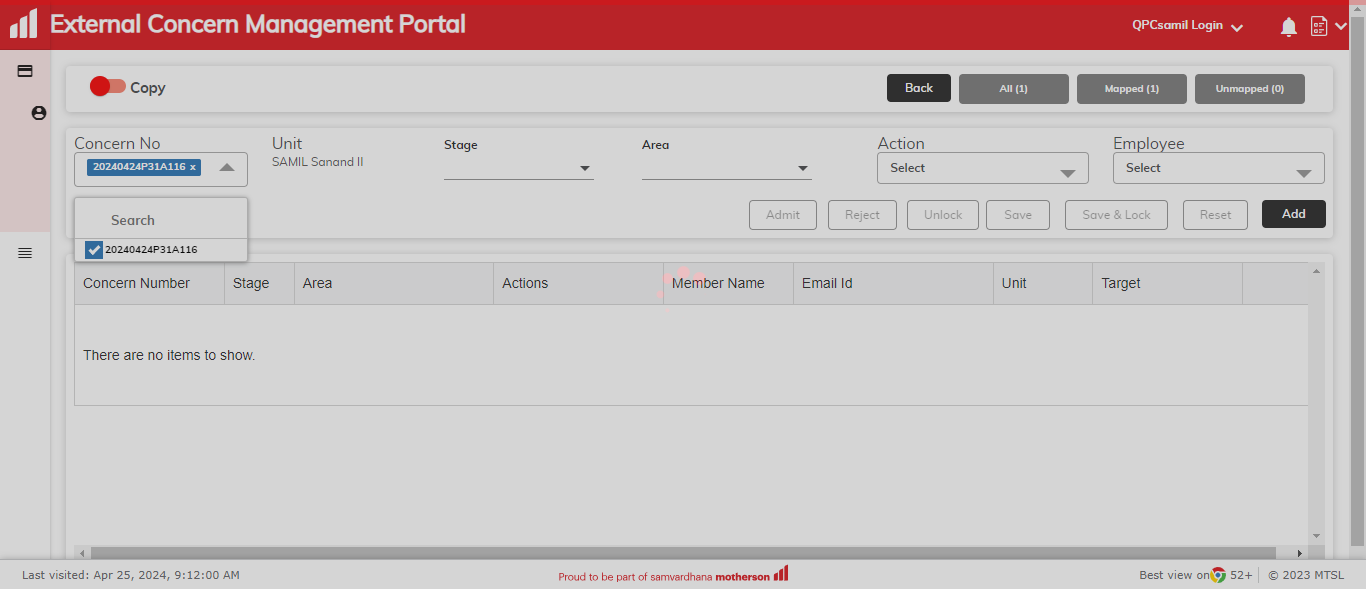 External Concern Management Portal
QPCsamil Login
Copy
Back
All (1)
Mapped (1)
Unmapped (0)
Concern No
20240424P31A116 x
Unit
SAMIL Sanand II
Stage
Area
Action
Select
Employee
Select
Search
20240424P31A116
Admit
Reject
Unlock
Save
Save & Lock
Reset
Add
Concern Number
Stage
Area
Actions
Member Name
Email Id
Unit
Target
There are no items to show.
Last visited: Apr 25, 2024, 9:12:00 AM
Proud to be part of samvardhana motherson
Best view on 52+
© 2023 MTSL